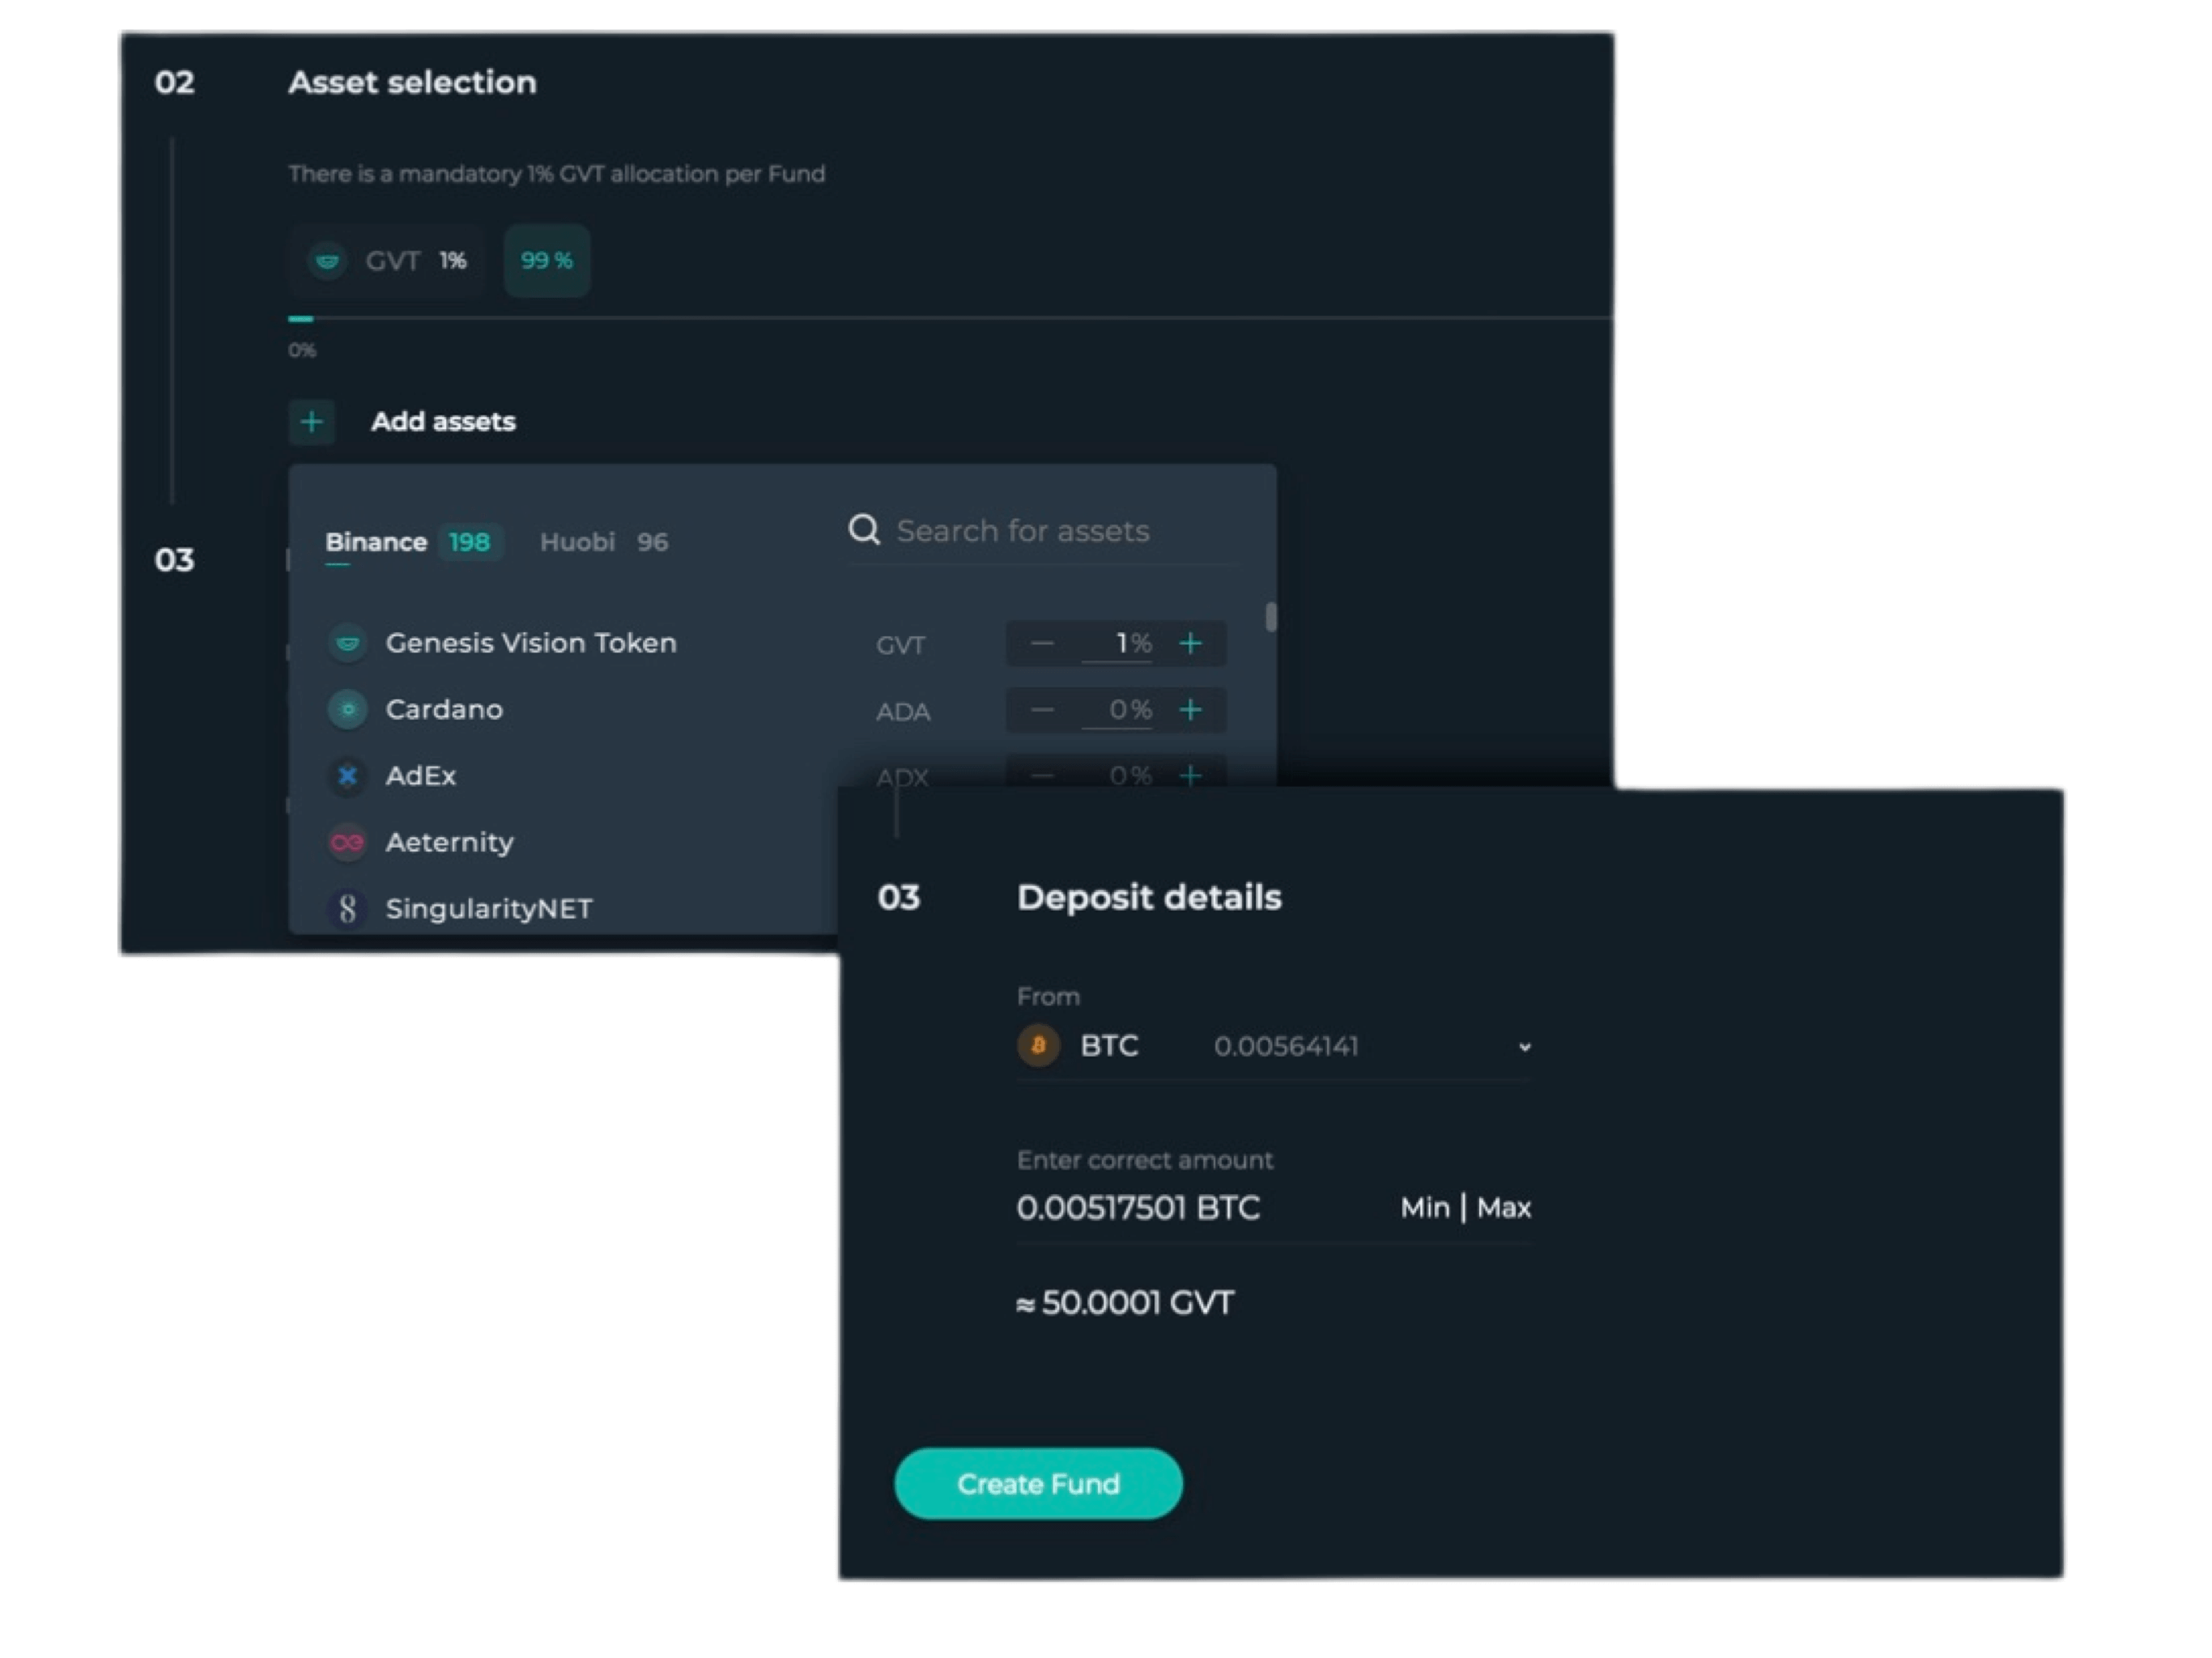 02 Asset selection
There is a mandatory 1% GVT allocation per Fund
GVT 1% 99 %
0%
+ Add assets
03
Binance 198 Huobi 96 Search for assets
Genesis Vision Token GVT — 1% +
Cardano ADA — 0% +
AdEx ADX — 0% +
Aeternity
SingularityNET
03 Deposit details
From
BTC 0.00564141
Enter correct amount
0.00517501 BTC Min | Max
≈ 50.0001 GVT
Create Fund